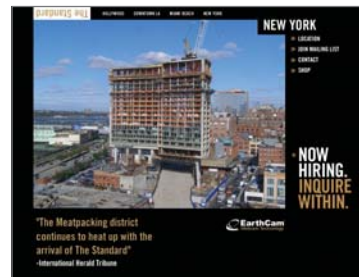 The Standard
HOLLYWOOD
DOWNTOWN LA
MIAMI BEACH
NEW YORK
NEW YORK
LOCATION
JOIN MAILING LIST
CONTACT
SHOP
NOW
HIRING.
INQUIRE
WITHIN.
"The Meatpacking district
continues to heat up with the
arrival of The Standard"
-International Herald Tribune
EarthCam